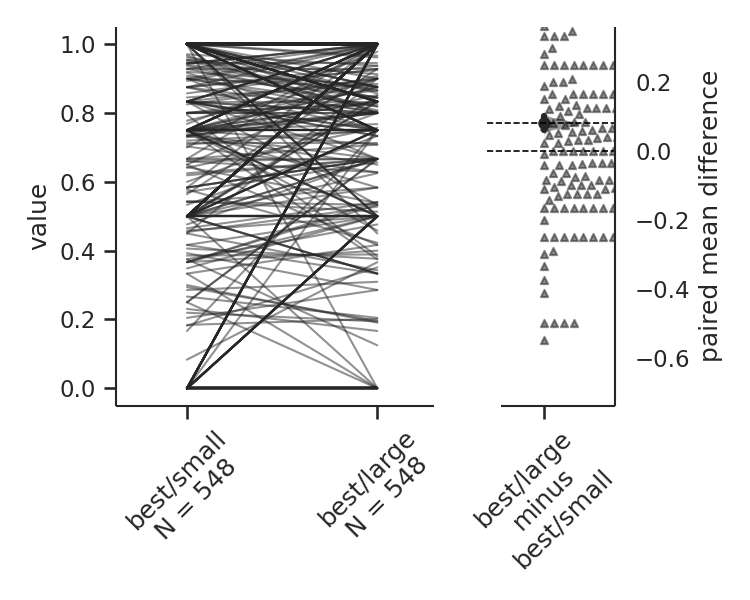 1.0
0.8
0.6
0.4
0.2
0.0
value
best/small
N = 548
best/large
N = 548
best/large
minus
best/small
0.2
0.0
−0.2
−0.4
−0.6
paired mean difference